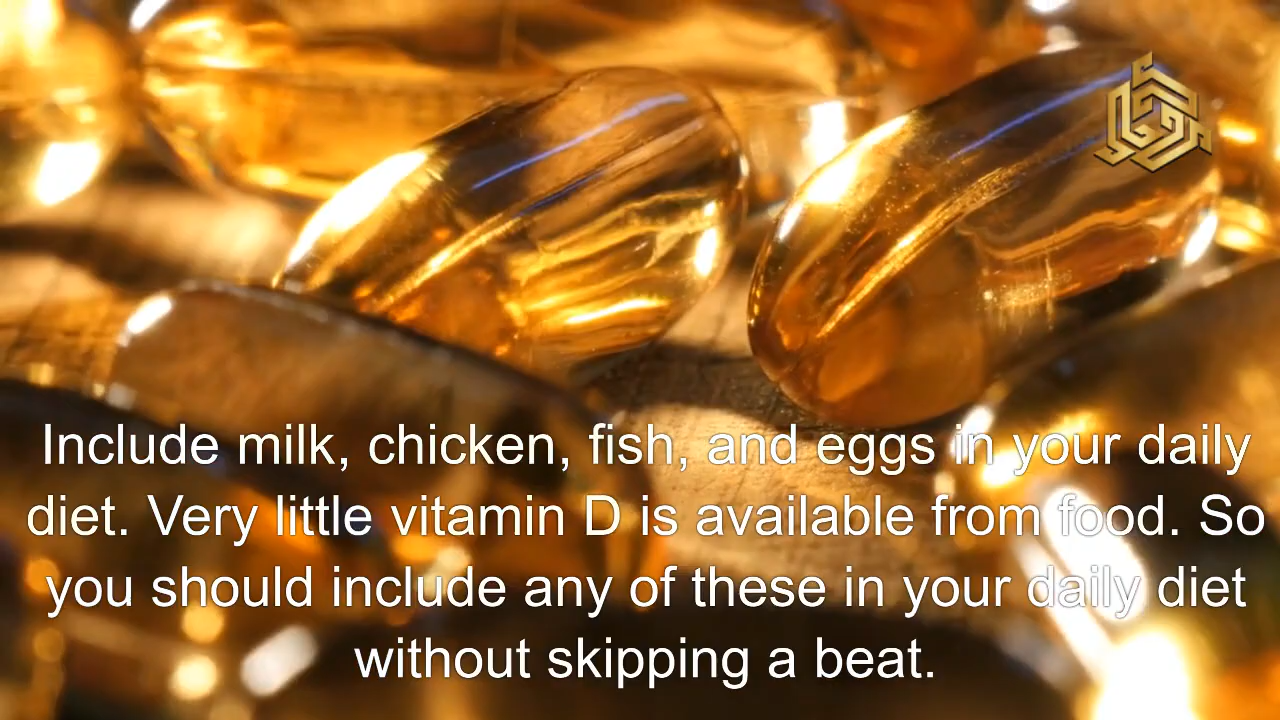 Include milk, chicken, fish, and eggs in your daily
diet. Very little vitamin D is available from food. So
you should include any of these in your daily diet
without skipping a beat.